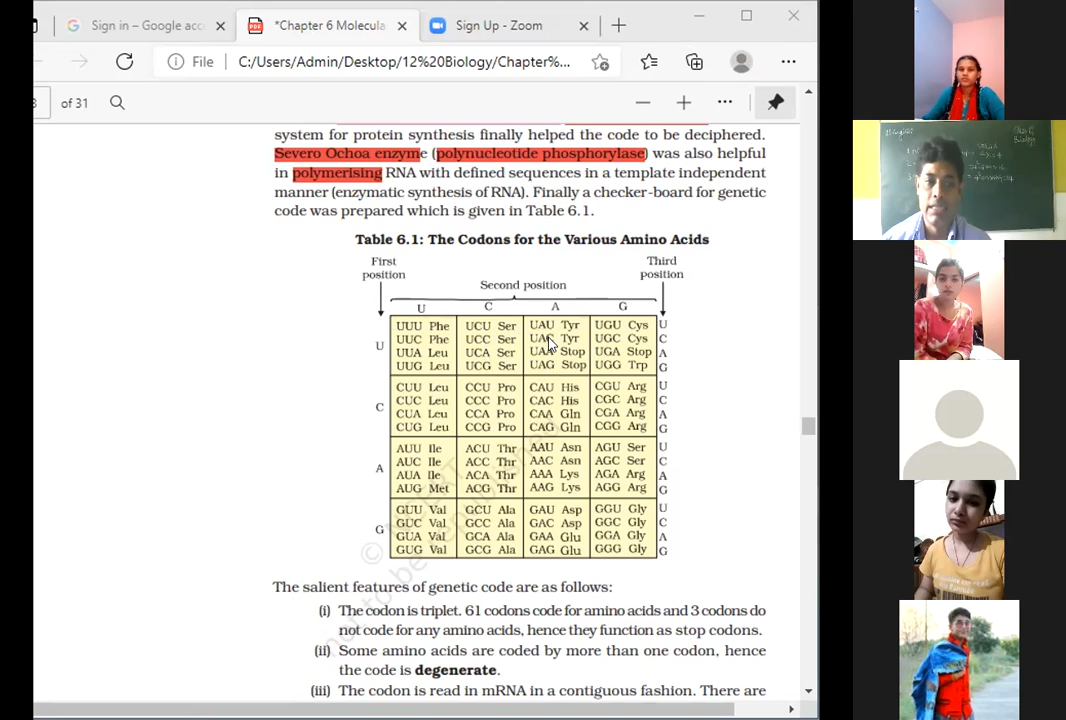 Sign in – Google acc
*Chapter 6 Molecula
Sign Up - Zoom
File
C:/Users/Admin/Desktop/12%20Biology/Chapter%...
of 31
system for protein synthesis finally helped the code to be deciphered.
Severo Ochoa enzyme (polynucleotide phosphorylase) was also helpful
in polymerising RNA with defined sequences in a template independent
manner (enzymatic synthesis of RNA). Finally a checker-board for genetic
code was prepared which is given in Table 6.1.
Table 6.1: The Codons for the Various Amino Acids
First position
Third position
Second position
U C A G
UUU Phe UCU Ser UAU Tyr UGU Cys U
UUC Phe UCC Ser UAC Tyr UGC Cys C
U
UUA Leu UCA Ser UAA Stop UGA Stop A
UUG Leu UCG Ser UAG Stop UGG Trp G
CUU Leu CCU Pro CAU His CGU Arg U
CUC Leu CCC Pro CAC His CGC Arg C
C
CUA Leu CCA Pro CAA Gln CGA Arg A
CUG Leu CCG Pro CAG Gln CGG Arg G
AUU Ile ACU Thr AAU Asn AGU Ser U
AUC Ile ACC Thr AAC Asn AGC Ser C
A
AUA Ile ACA Thr AAA Lys AGA Arg A
AUG Met ACG Thr AAG Lys AGG Arg G
GUU Val GCU Ala GAU Asp GGU Gly U
GUC Val GCC Ala GAC Asp GGC Gly C
G
GUA Val GCA Ala GAA Glu GGA Gly A
GUG Val GCG Ala GAG Glu GGG Gly G
The salient features of genetic code are as follows:
(i) The codon is triplet. 61 codons code for amino acids and 3 codons do
not code for any amino acids, hence they function as stop codons.
(ii) Some amino acids are coded by more than one codon, hence
the code is degenerate.
(iii) The codon is read in mRNA in a contiguous fashion. There are
Biology